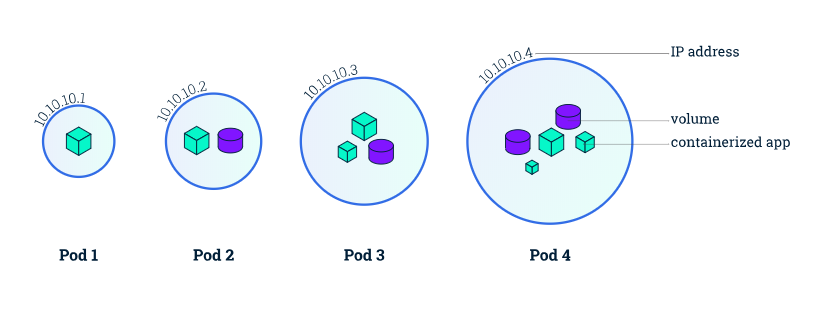 10.10.10.1
10.10.10.2
10.10.10.3
10.10.10.4
IP address
volume
containerized app
Pod 1
Pod 2
Pod 3
Pod 4